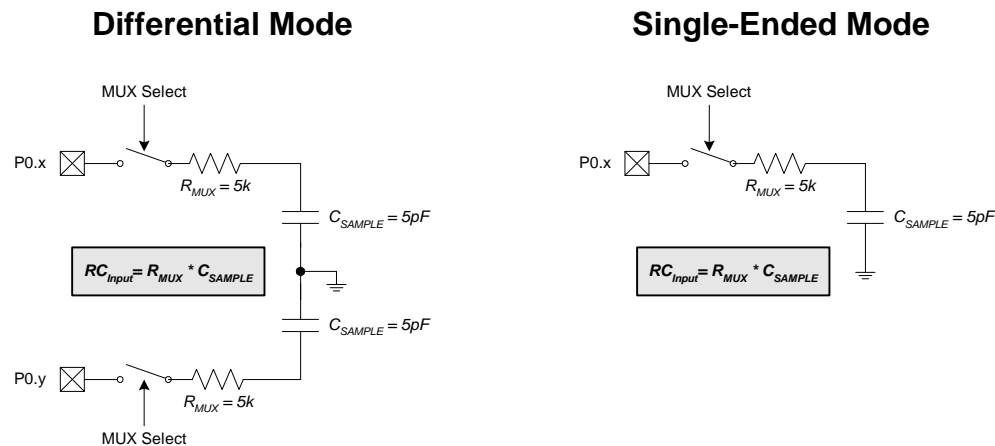 Differential Mode
MUX Select
P0.x
R_MUX = 5k
C_SAMPLE = 5pF
RC_Input= R_MUX * C_SAMPLE
C_SAMPLE = 5pF
P0.y
R_MUX = 5k
MUX Select
Single-Ended Mode
MUX Select
P0.x
R_MUX = 5k
C_SAMPLE = 5pF
RC_Input= R_MUX * C_SAMPLE